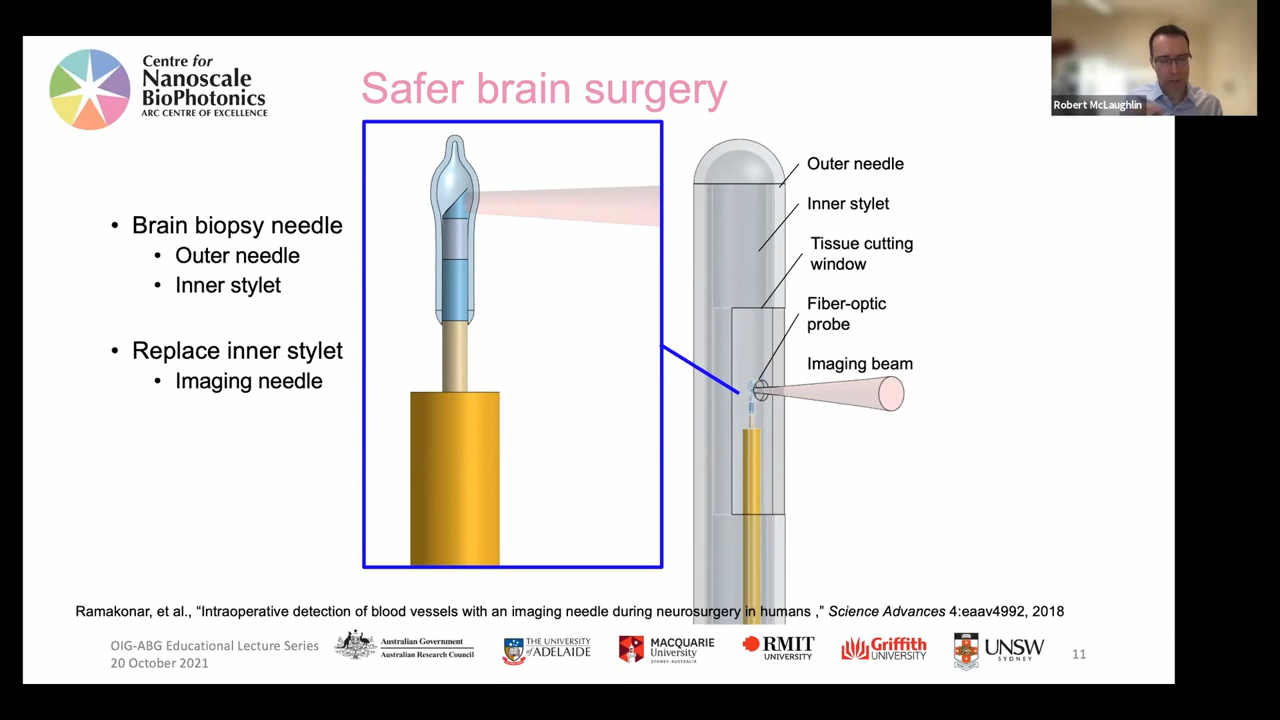 Centre for
Nanoscale
BioPhotonics
ARC CENTRE OF EXCELLENCE
Safer brain surgery
Robert McLaughlin
• Brain biopsy needle
• Outer needle
• Inner stylet
• Replace inner stylet
• Imaging needle
Outer needle
Inner stylet
Tissue cutting
window
Fiber-optic
probe
Imaging beam
Ramakonar, et al., “Intraoperative detection of blood vessels with an imaging needle during neurosurgery in humans ,” Science Advances 4:eaav4992, 2018
OIG-ABG Educational Lecture Series
20 October 2021
Australian Government
Australian Research Council
THE UNIVERSITY
of ADELAIDE
MACQUARIE
University
SYDNEY·AUSTRALIA
RMIT
UNIVERSITY
Griffith
UNIVERSITY
UNSW
SYDNEY
11